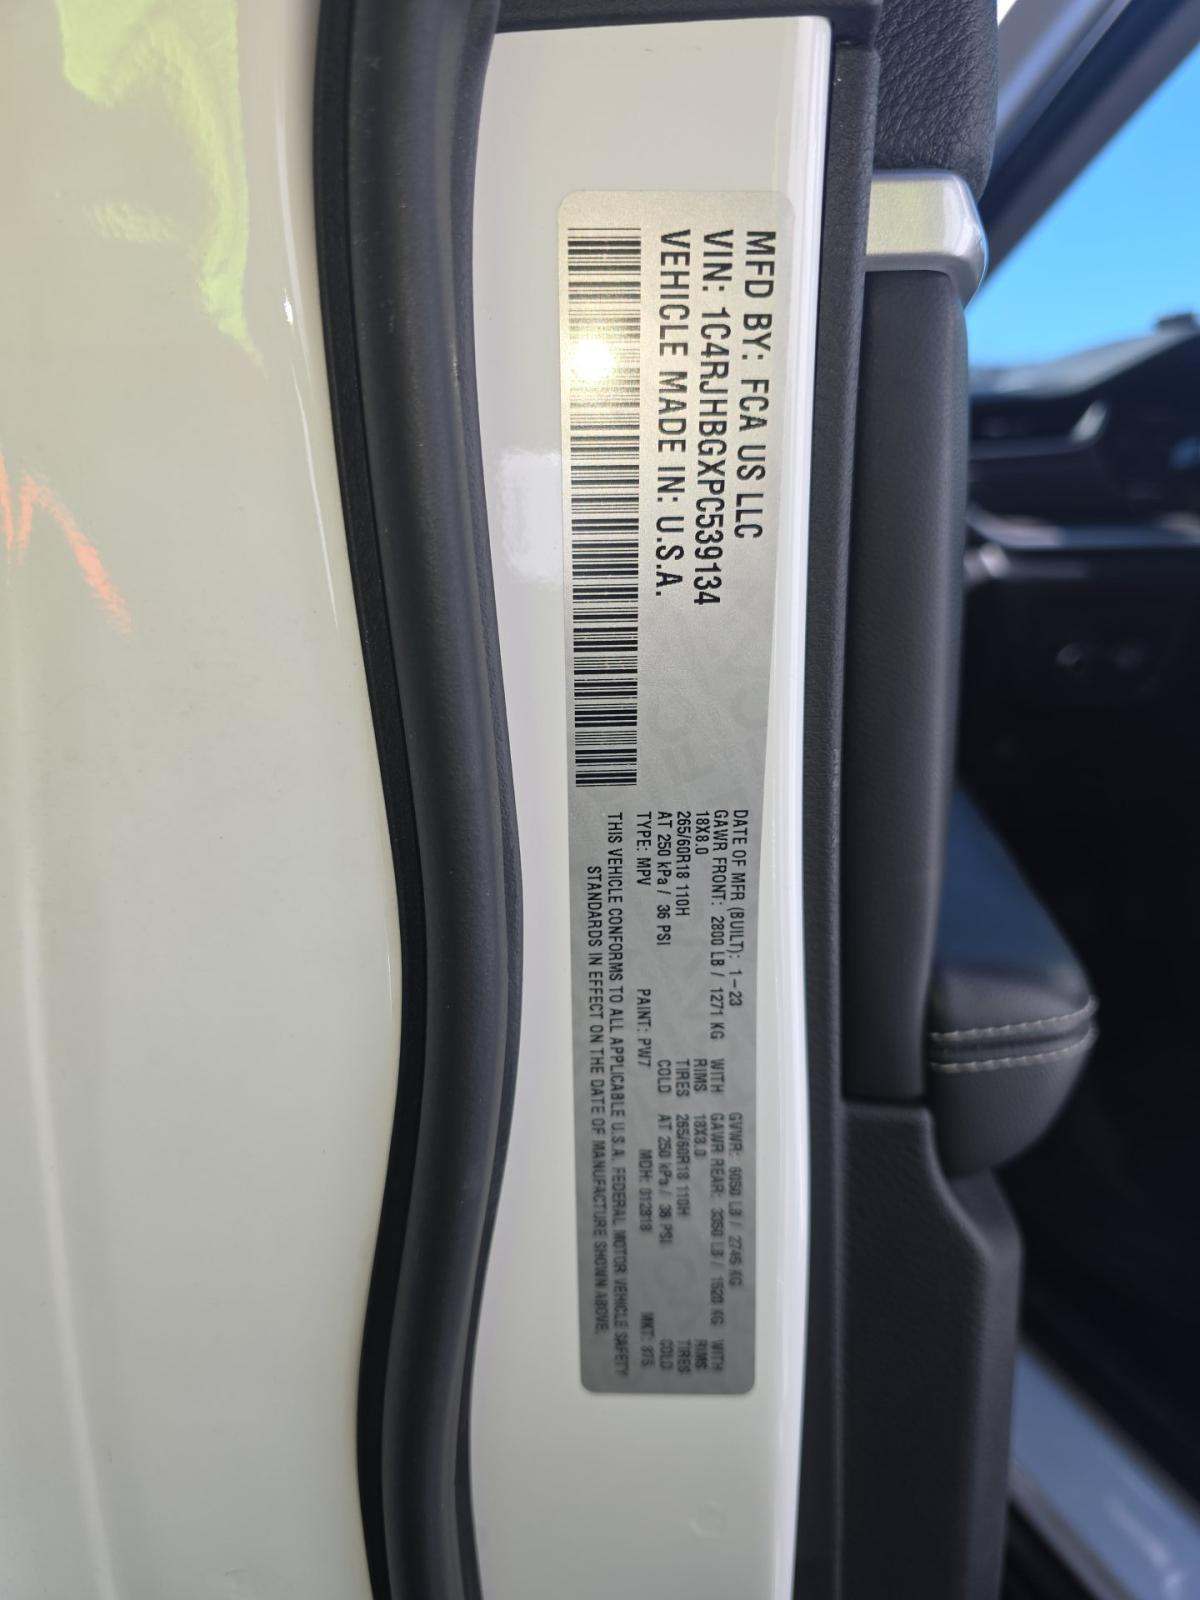 MFD BY: FCA US LLC
VIN: 1C4RJHBGXPC539134
VEHICLE MADE IN: U.S.A.
DATE OF MFR (BUILT): 1-23 GVWR: 6050 LB / 2745 KG
GAWR FRONT: 2800 LB / 1271 KG WITH GAWR REAR: 3350 LB / 1520 KG WITH
18X8.0 RIMS 18X8.0 RIMS
265/60R18 110H TIRES 265/60R18 110H TIRES
AT 250 kPa / 36 PSI COLD AT 250 kPa / 36 PSI COLD
TYPE: MPV PAINT: PW7 MDH: MKT:
THIS VEHICLE CONFORMS TO ALL APPLICABLE U.S.A. FEDERAL MOTOR VEHICLE SAFETY
STANDARDS IN EFFECT ON THE DATE OF MANUFACTURE SHOWN ABOVE.